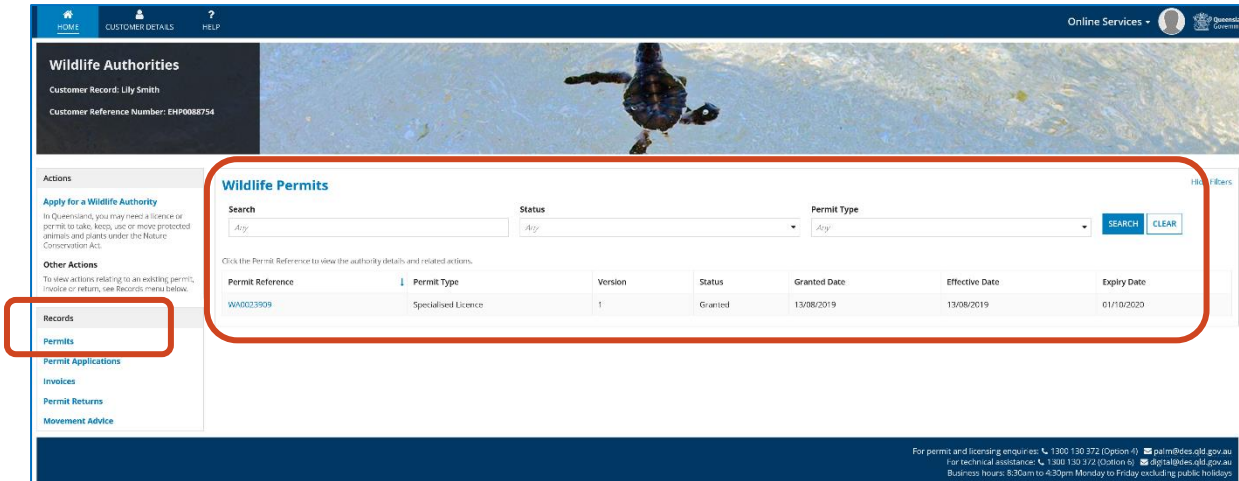 HOME CUSTOMER DETAILS HELP
Online Services
Wildlife Authorities
Customer Record: Lily Smith
Customer Reference Number: EHP0088754
Actions
Apply for a Wildlife Authority
In Queensland, you may need a licence or
permit to take, keep, use or move protected
animals and plants under the Nature
Conservation Act.
Other Actions
To view actions relating to an existing permit,
invoice or return, see Records menu below.
Records
Permits
Permit Applications
Invoices
Permit Returns
Movement Advice
Wildlife Permits
Filters
Search Status Permit Type
Any Any Any SEARCH CLEAR
Click the Permit Reference to view the authority details and related actions.
Permit Reference Permit Type Version Status Granted Date Effective Date Expiry Date
WA0023909 Specialised Licence 1 Granted 13/08/2019 13/08/2019 01/10/2020
For permit and licensing enquiries: 1300 130 372 (Option 4) palm@des.qld.gov.au
For technical assistance: 1300 130 372 (Option 6) digital@des.qld.gov.au
Business hours: 8:30am to 4:30pm Monday to Friday excluding public holidays